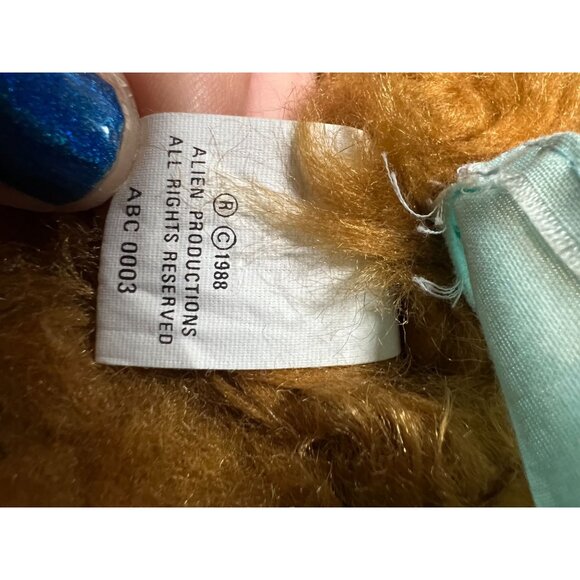 ® © 1988
ALIEN PRODUCTIONS
ALL RIGHTS RESERVED
ABC 0003